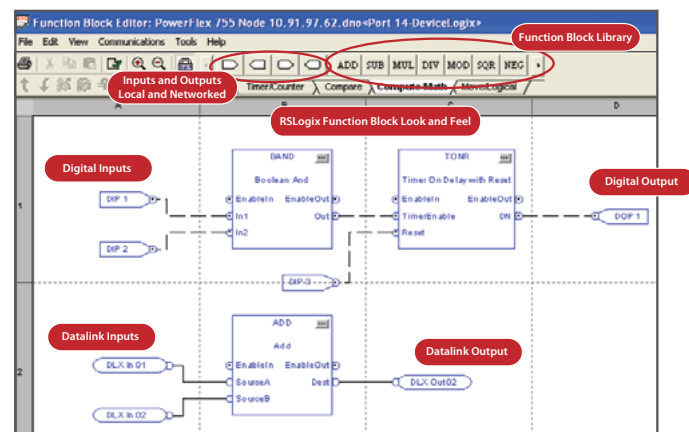 Function Block Editor: PowerFlex 755 Node 10.91.97.62.dno<Port 14-DeviceLogix>
File Edit View Communications Tools Help
Function Block Library
ADD SUB MUL DIV MOD SQR NEG
Inputs and Outputs
Local and Networked
Timer/Counter Compare Compute Math Move/Logical
A B C D
RSLogix Function Block Look and Feel
1
Digital Inputs
BAND
Boolean And
EnableIn EnableOut
In1 Out
In2
TONR
Timer On Delay with Reset
EnableIn EnableOut
TimerEnable DN
Reset
Digital Output
DIP 1
DIP 2
DOP 1
DIP 3
2
Datalink Inputs
ADD
Add
EnableIn EnableOut
SourceA Dest
SourceB
Datalink Output
DLX In 01
DLX Out02
DLX In 02